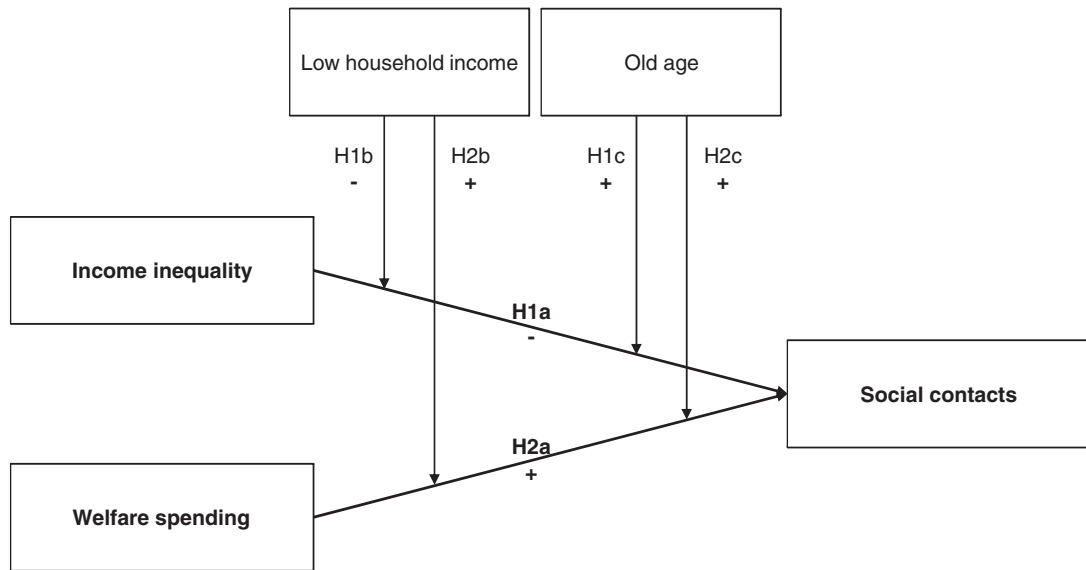 Low household income
Old age
H1b
-
H2b
+
H1c
+
H2c
+
Income inequality
H1a
-
Social contacts
H2a
+
Welfare spending